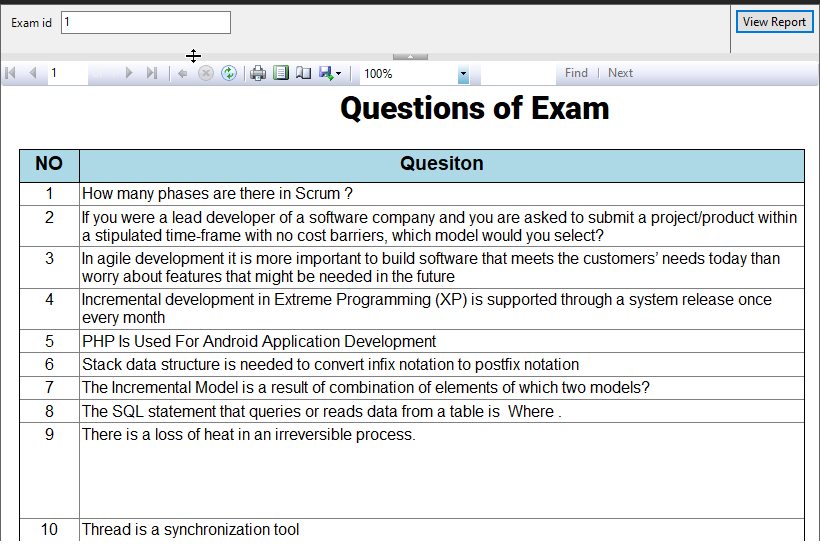 Exam id 1 View Report
1 100% Find | Next
Questions of Exam
NO Quesiton
1 How many phases are there in Scrum ?
2 If you were a lead developer of a software company and you are asked to submit a project/product within
a stipulated time-frame with no cost barriers, which model would you select?
3 In agile development it is more important to build software that meets the customers' needs today than
worry about features that might be needed in the future
4 Incremental development in Extreme Programming (XP) is supported through a system release once
every month
5 PHP Is Used For Android Application Development
6 Stack data structure is needed to convert infix notation to postfix notation
7 The Incremental Model is a result of combination of elements of which two models?
8 The SQL statement that queries or reads data from a table is  Where .
9 There is a loss of heat in an irreversible process.
10 Thread is a synchronization tool